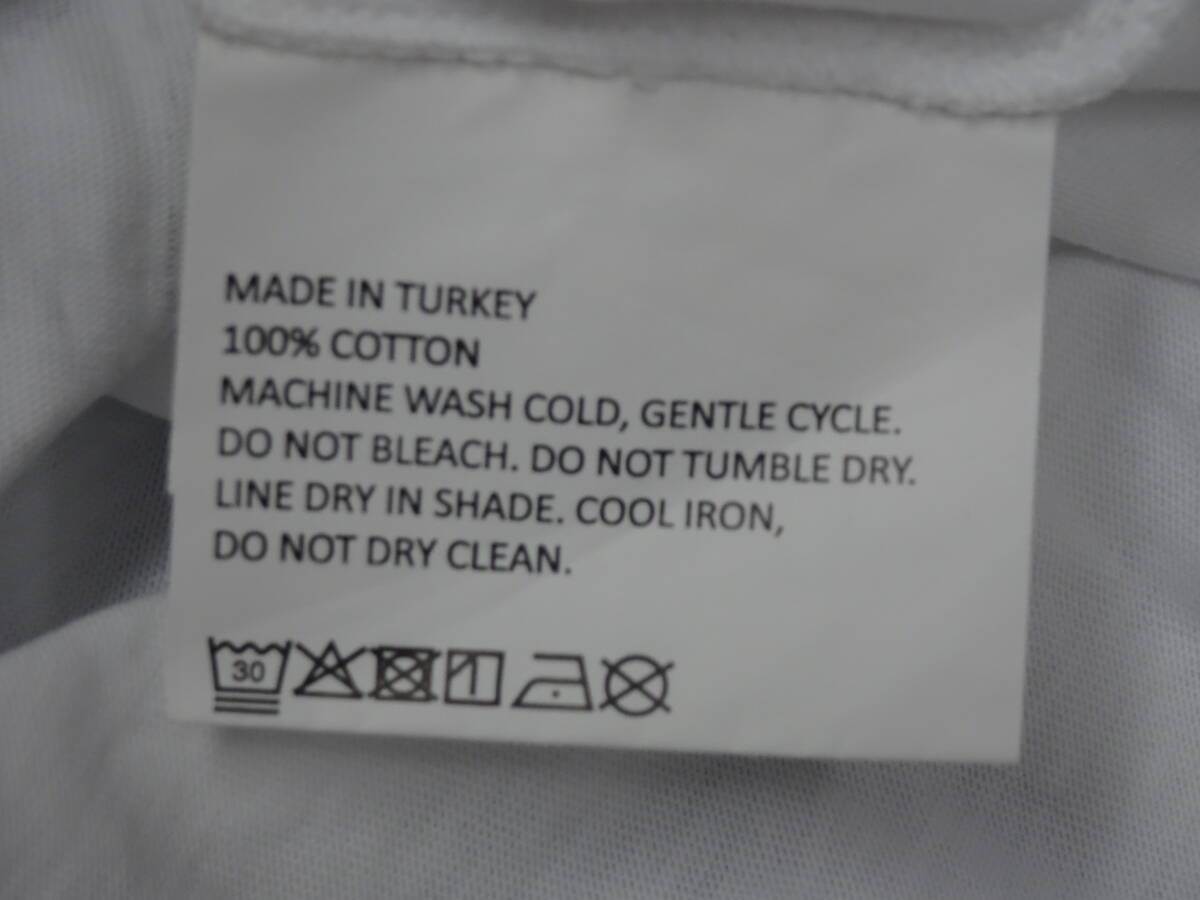 MADE IN TURKEY
100% COTTON
MACHINE WASH COLD, GENTLE CYCLE.
DO NOT BLEACH. DO NOT TUMBLE DRY.
LINE DRY IN SHADE. COOL IRON,
DO NOT DRY CLEAN.
30